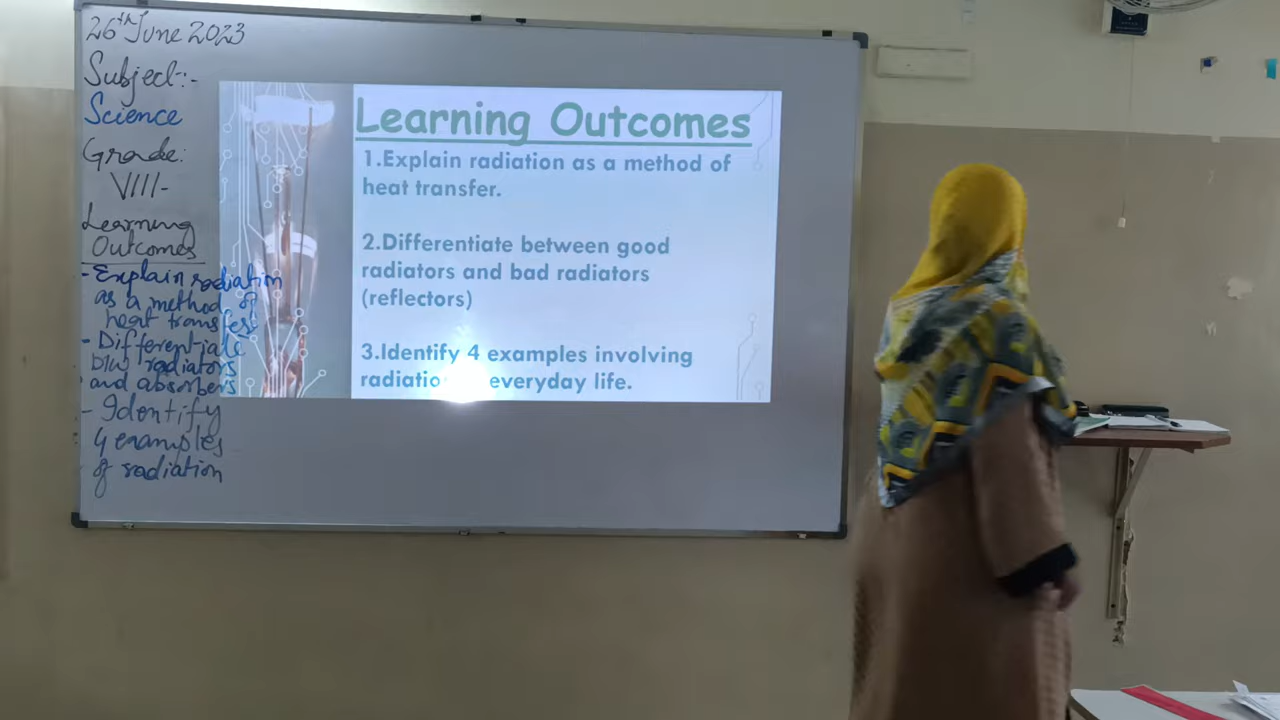 26th June 2023
Subject:-
Science
Grade:
VIII-
Learning
Outcomes
- Explain radiation
as a method of
heat transfer
- Differentiate
b/w radiators
and absorbers
- Identify
4 examples
of radiation
Learning Outcomes
1.Explain radiation as a method of
heat transfer.
2.Differentiate between good
radiators and bad radiators
(reflectors)
3.Identify 4 examples involving
radiatio everyday life.